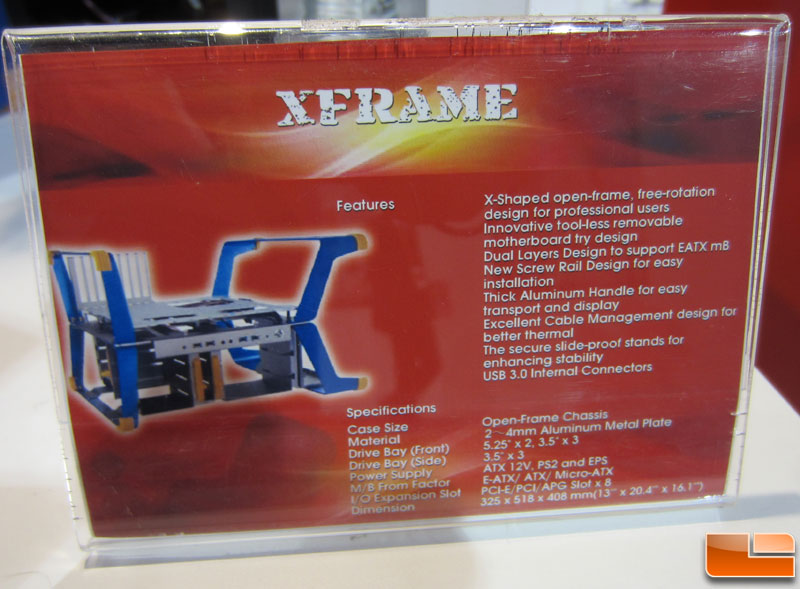 XFRAME
Features
X-Shaped open-frame, free-rotation
design for professional users
Innovative tool-less removable
motherboard try design
Dual Layers Design to support EATX mB
New Screw Rail Design for easy
installation
Thick Aluminum Handle for easy
transport and display
Excellent Cable Management design for
better thermal
The secure slide-proof stands for
enhancing stability
USB 3.0 Internal Connectors
Specifications
Case Size Open-Frame Chassis
Material 2~4mm Aluminum Metal Plate
Drive Bay (Front) 5.25" x 2, 3.5" x 3
Drive Bay (Side) 3.5" x 3
Power Supply ATX 12V, PS2 and EPS
M/B From Factor E-ATX/ ATX/ Micro-ATX
I/O Expansion Slot PCI-E/PCI/APG Slot x 8
Dimension 325 x 518 x 408 mm(13" x 20.4" x 16.1")